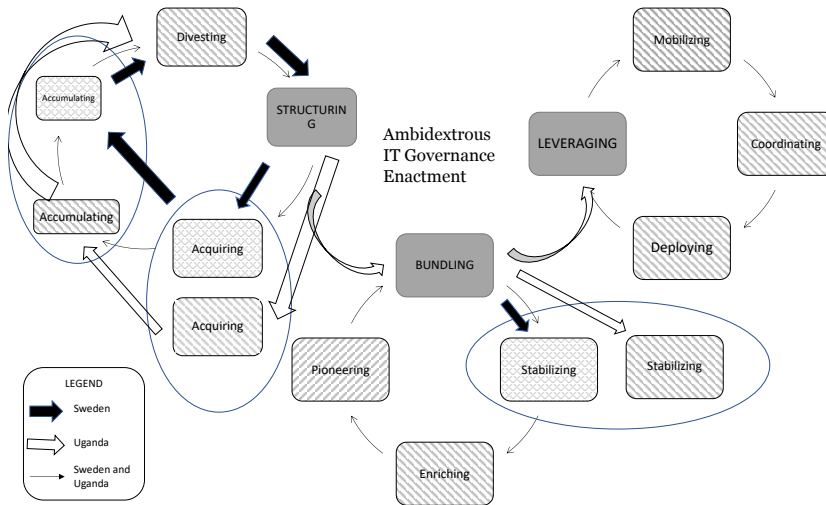 Divesting
Mobilizing
Accumulating
STRUCTURIN
G
Ambidextrous
IT Governance
Enactment
LEVERAGING
Coordinating
Accumulating
Acquiring
Deploying
BUNDLING
Acquiring
Pioneering
Stabilizing
Stabilizing
Enriching
LEGEND
Sweden
Uganda
Sweden and
Uganda